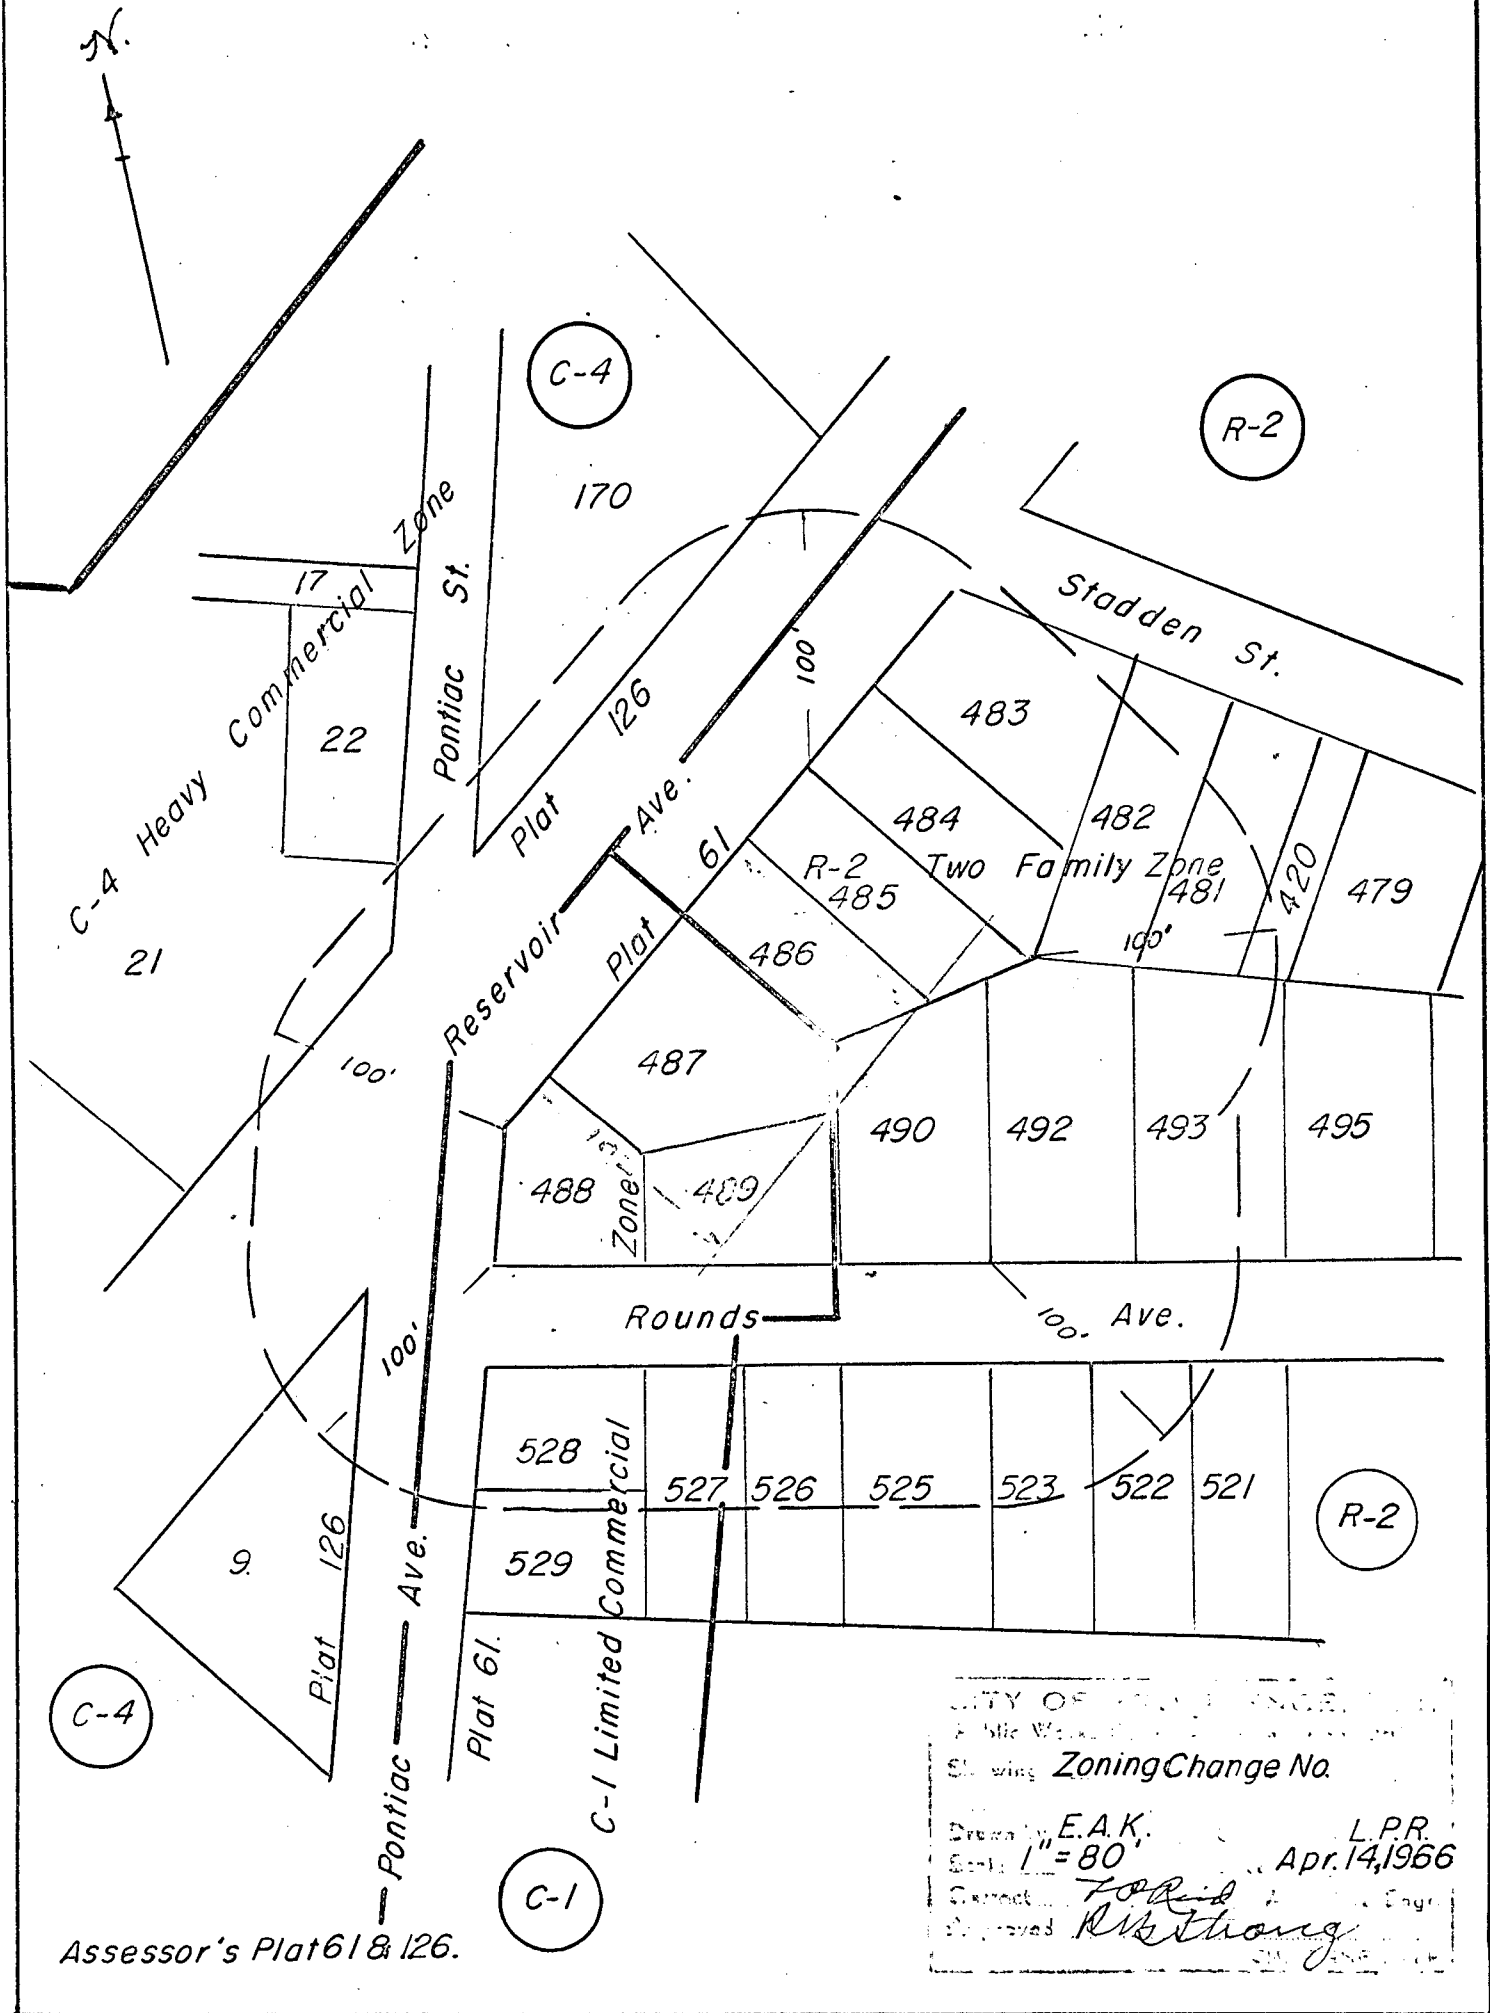 N.
C-4
R-2
170
Stadden St.
17
C-4 Heavy Commercial Zone
Pontiac St.
22
21
Plat 126
100'
483
482
484
R-2 Two Family Zone
481
420
479
485
486
100'
Reservoir Ave.
Plat 61
487
100'
488
489
490
492
493
495
Zone
Rounds Ave.
100'
100'
528
529
527
526
525
523
522
521
R-2
9.
Plat 126
Pontiac Ave.
Plat 61.
C-1 Limited Commercial
C-4
C-1
CITY OF
Zoning Change No.
E.A.K. L.P.R.
1" = 80' Apr. 14, 1966
Correct
Approved
Assessor's Plat 61 & 126.